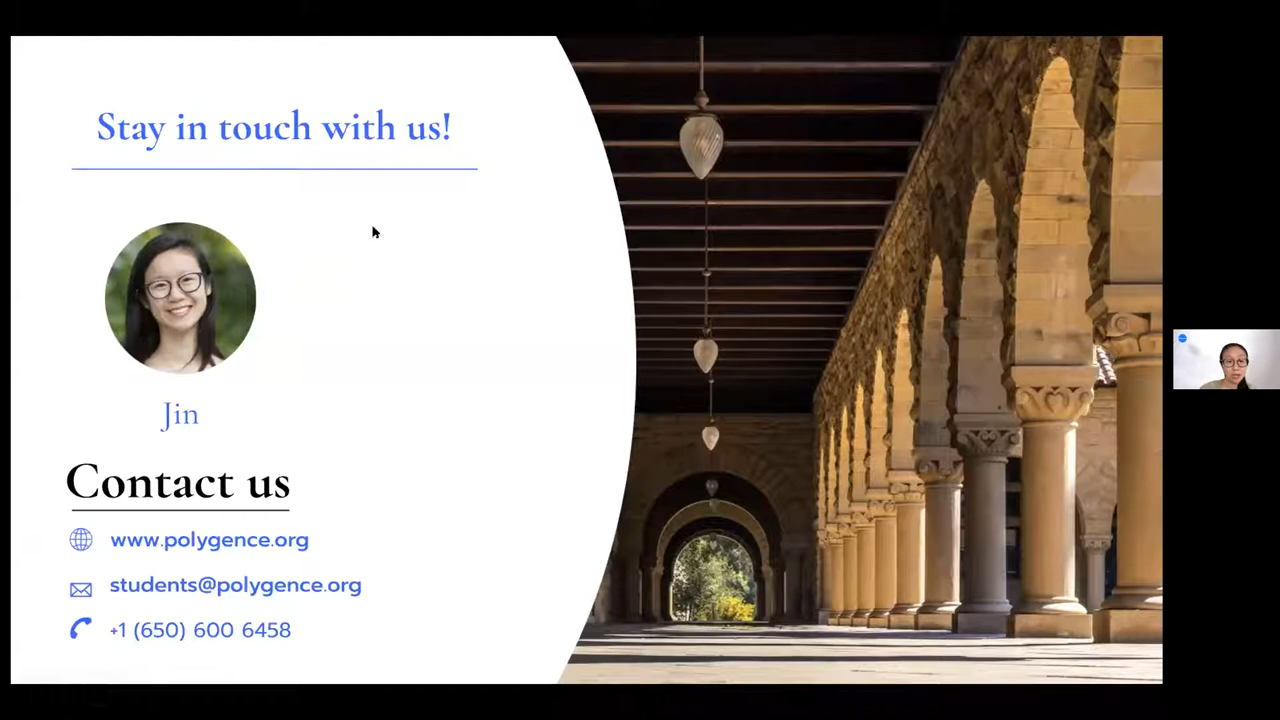 Stay in touch with us!
Jin
Contact us
www.polygence.org
students@polygence.org
+1 (650) 600 6458